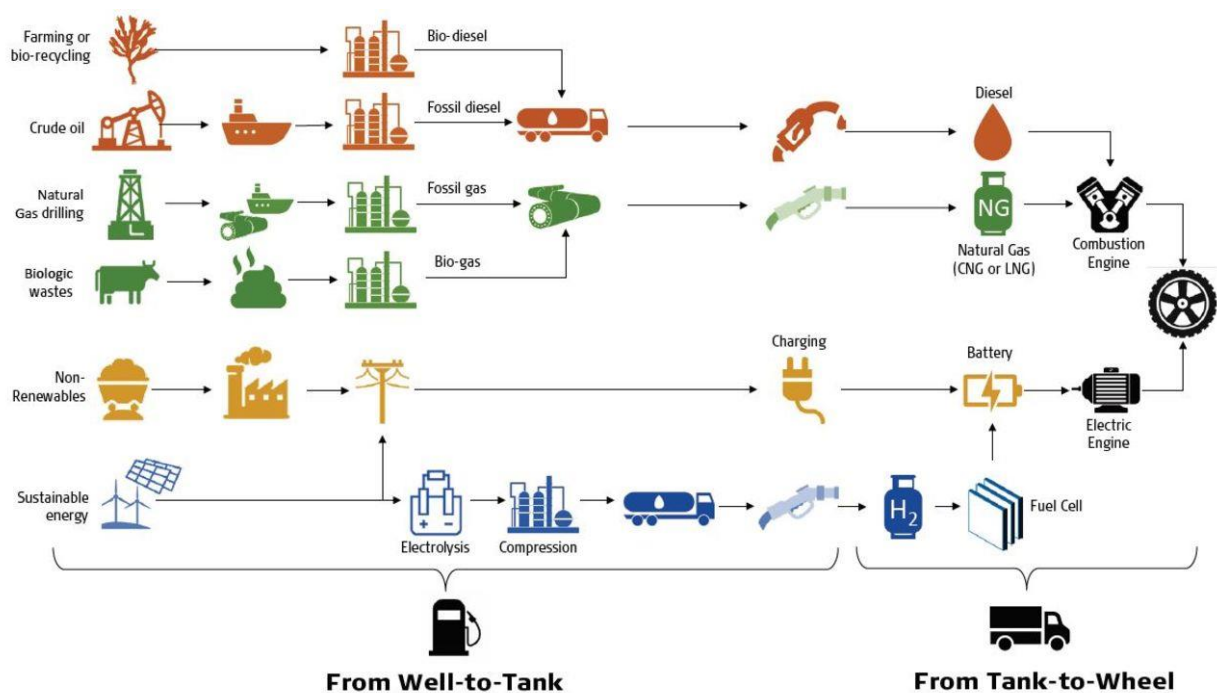 Farming or
bio-recycling
Bio-diesel
Crude oil
Fossil diesel
Diesel
Natural
Gas drilling
Fossil gas
NG
Natural Gas
(CNG or LNG)
Combustion
Engine
Biologic
wastes
Bio-gas
Non-
Renewables
Charging
Battery
Electric
Engine
Sustainable
energy
Electrolysis
Compression
H2
Fuel Cell
From Well-to-Tank
From Tank-to-Wheel